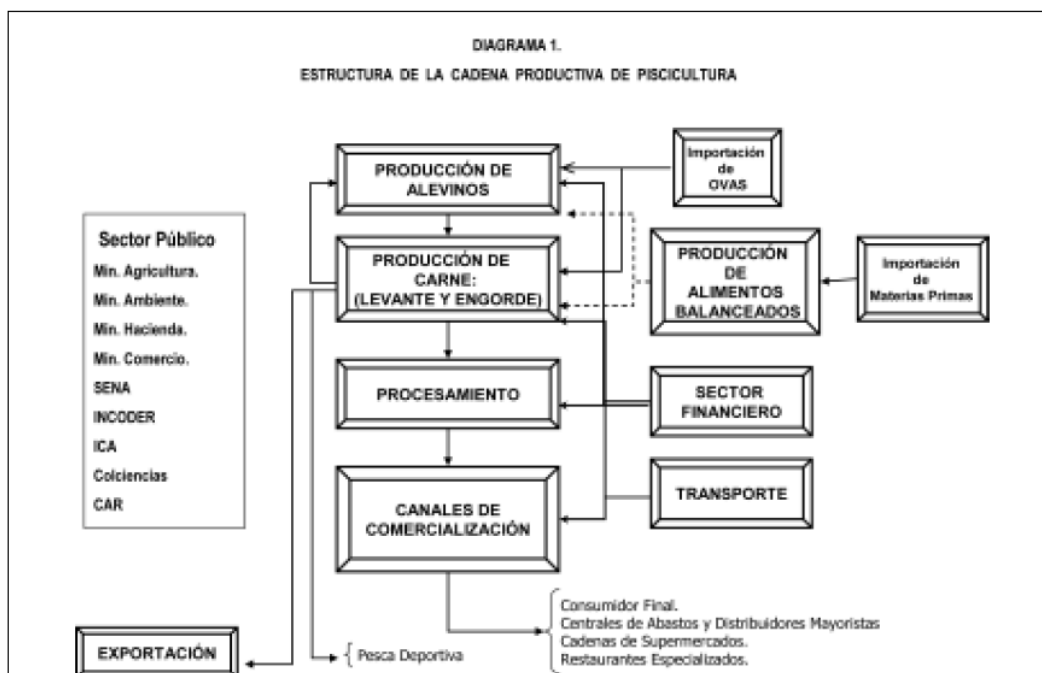 DIAGRAMA 1.
ESTRUCTURA DE LA CADENA PRODUCTIVA DE PISCICULTURA
PRODUCCIÓN DE
ALEVINOS
Importación
de
OVAS
Sector Público
Min. Agricultura.
Min. Ambiente.
Min. Hacienda.
Min. Comercio.
SENA
INCODER
ICA
Colciencias
CAR
PRODUCCIÓN DE
CARNE:
(LEVANTE Y ENGORDE)
PRODUCCIÓN
DE
ALIMENTOS
BALANCEADOS
Importación
de
Materias Primas
PROCESAMIENTO
SECTOR
FINANCIERO
CANALES DE
COMERCIALIZACIÓN
TRANSPORTE
EXPORTACIÓN
Pesca Deportiva
Consumidor Final.
Centrales de Abastos y Distribuidores Mayoristas
Cadenas de Supermercados.
Restaurantes Especializados.